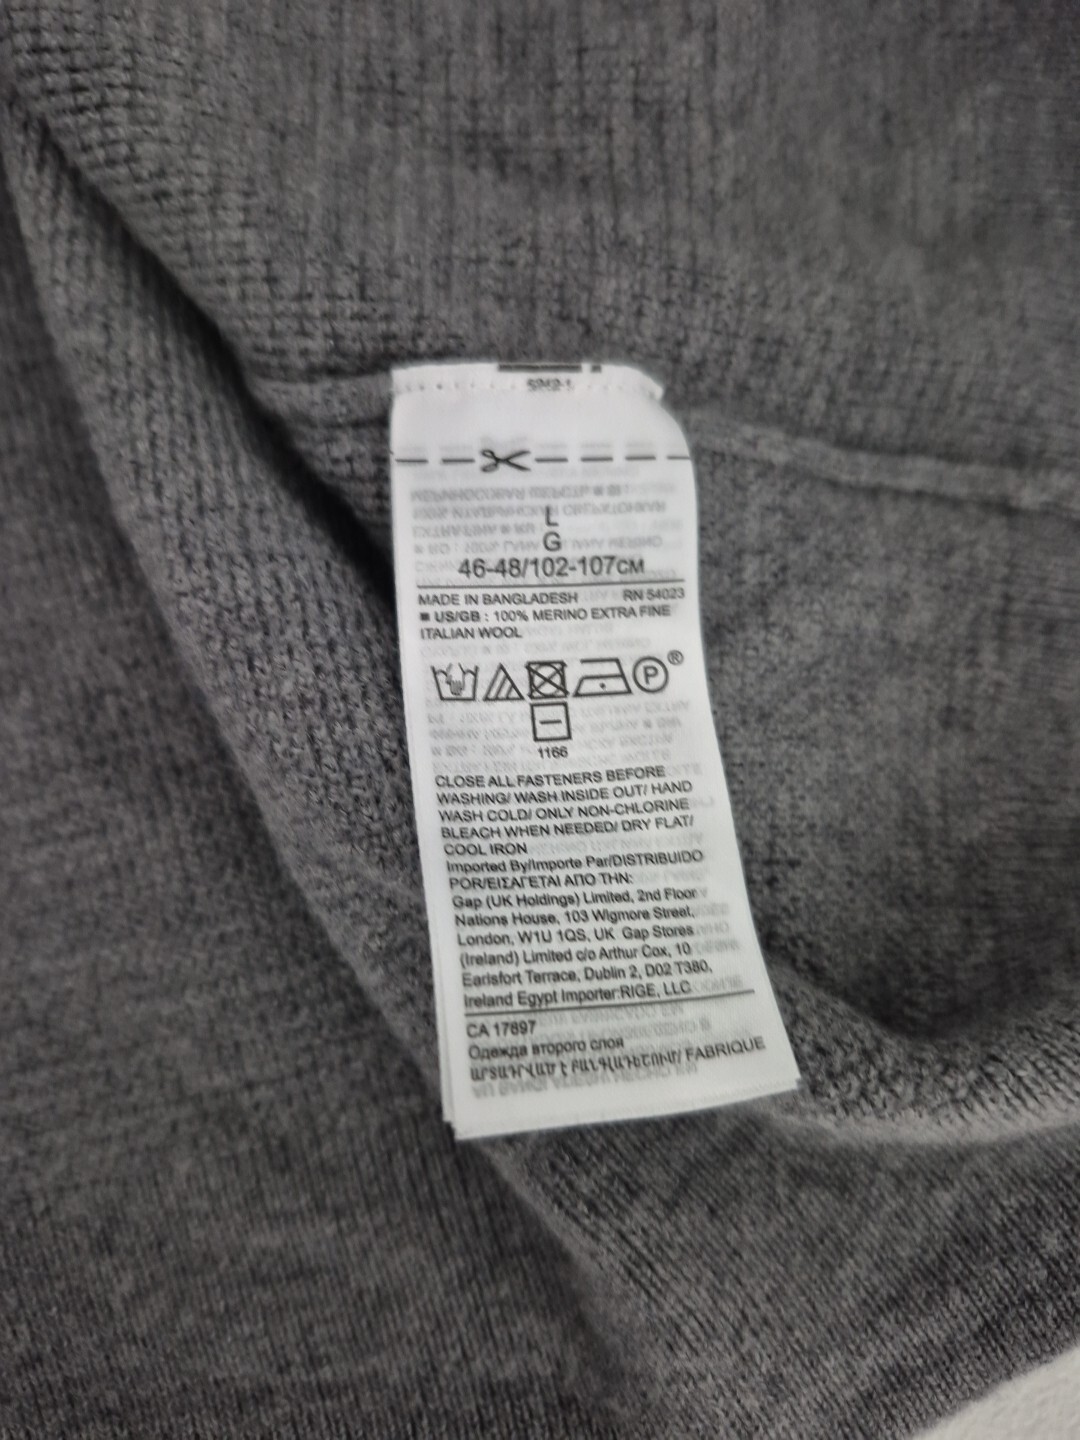 L
G
46-48/102-107CM
MADE IN BANGLADESH RN 54023
■ US/GB : 100% MERINO EXTRA FINE
ITALIAN WOOL
P®
1166
CLOSE ALL FASTENERS BEFORE
WASHING/ WASH INSIDE OUT/ HAND
WASH COLD/ ONLY NON-CHLORINE
BLEACH WHEN NEEDED/ DRY FLAT/
COOL IRON
Imported By/Importe Par/DISTRIBUIDO
POR/ΕΙΣΑΓΕΤΑΙ ΑΠΟ ΤΗΝ:
Gap (UK Holdings) Limited, 2nd Floor
Nations House, 103 Wigmore Street,
London, W1U 1QS, UK Gap Stores
(Ireland) Limited c/o Arthur Cox, 10
Earlsfort Terrace, Dublin 2, D02 T380,
Ireland Egypt Importer:RIGE, LLC
CA 17897
Одежда второго слоя
ԱՐՏԱԴՐՎԱԾ Է ԲԱՆԳԼԱԴԵՇՈՒՄ/ FABRIQUE